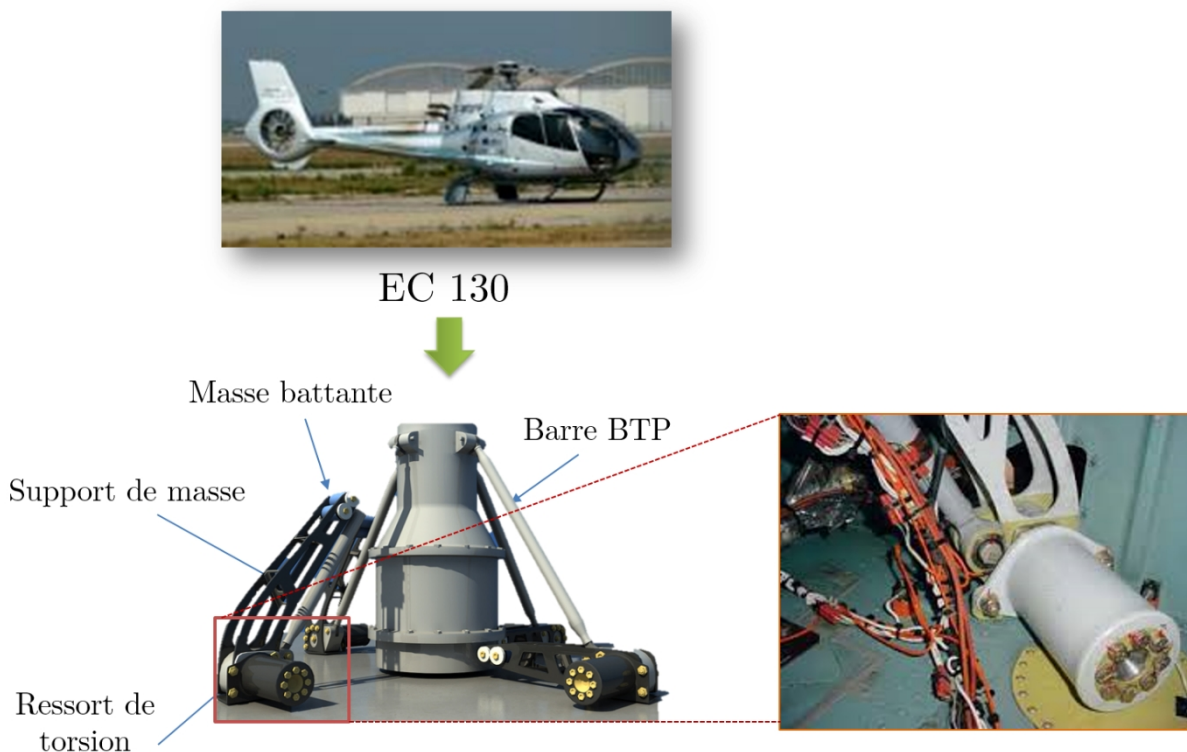 EC 130
Masse battante
Barre BTP
Support de masse
Ressort de
torsion